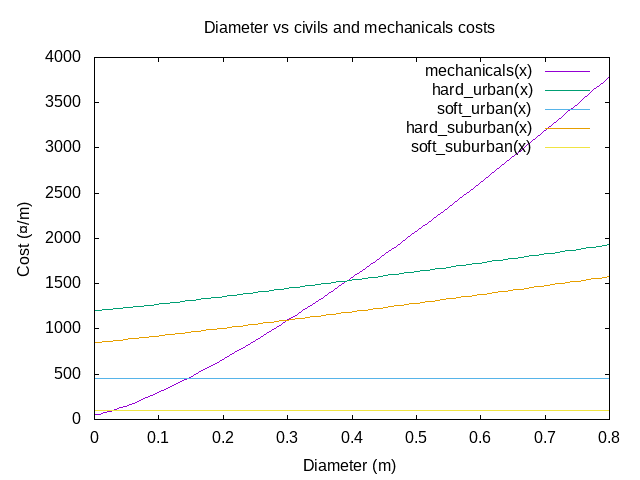 Diameter vs civils and mechanicals costs
4000
3500
3000
2500
2000
1500
1000
500
0
Cost (¤/m)
mechanicals(x)
hard_urban(x)
soft_urban(x)
hard_suburban(x)
soft_suburban(x)
0 0.1 0.2 0.3 0.4 0.5 0.6 0.7 0.8
Diameter (m)